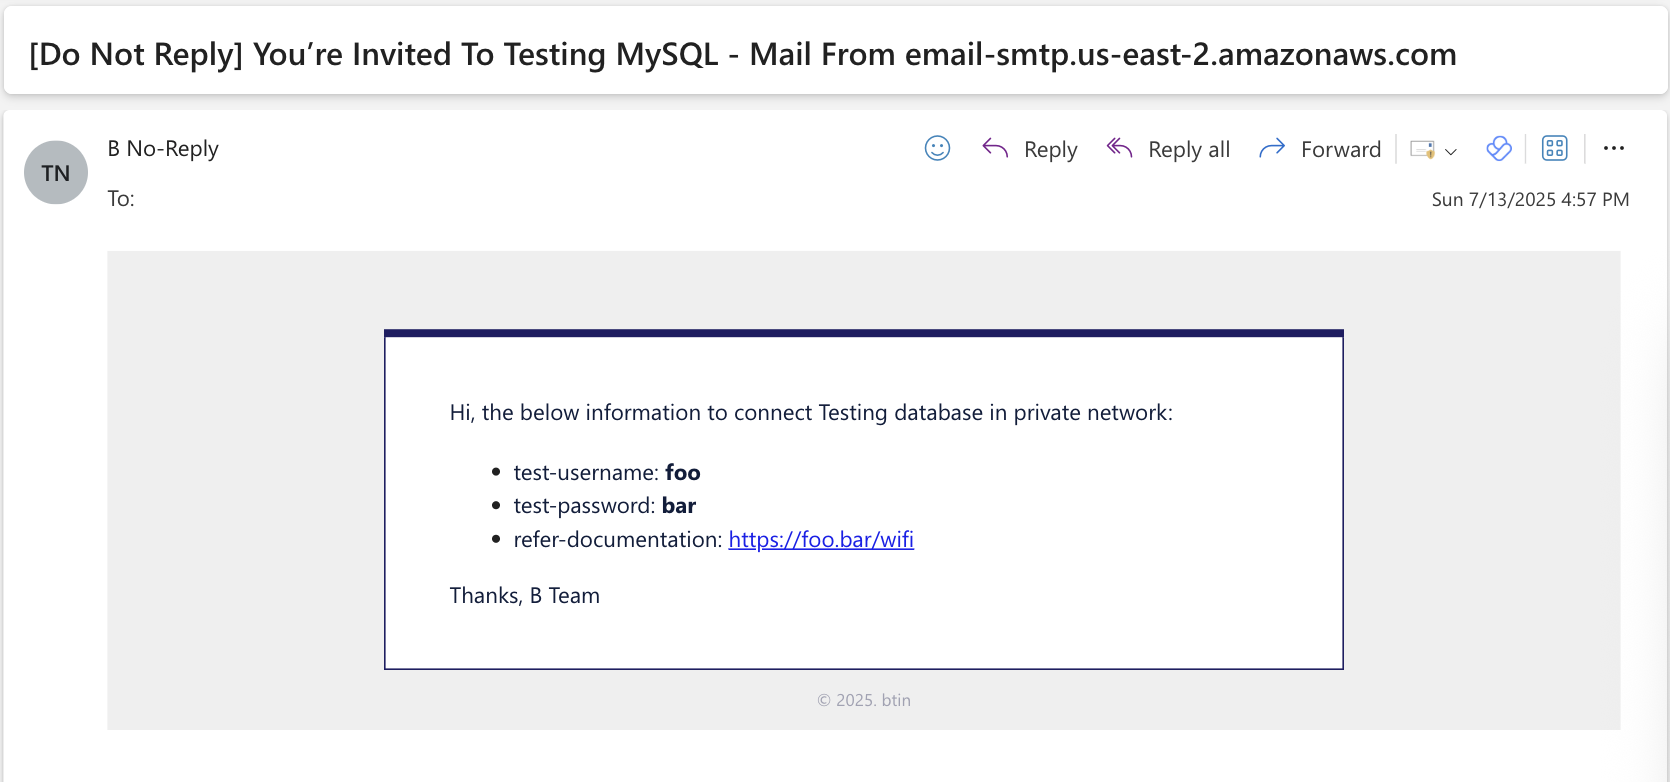 [Do Not Reply] You’re Invited To Testing MySQL - Mail From email-smtp.us-east-2.amazonaws.com
TN
B No-Reply
Reply
Reply all
Forward
To:
Sun 7/13/2025 4:57 PM
Hi, the below information to connect Testing database in private network:
• test-username: foo
• test-password: bar
• refer-documentation: https://foo.bar/wifi
Thanks, B Team
© 2025. btin